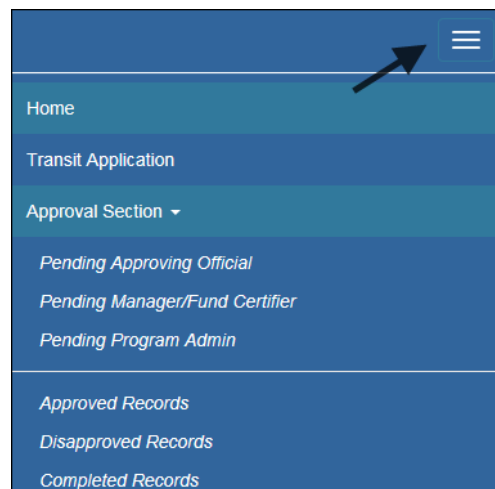 Home
Transit Application
Approval Section
Pending Approving Official
Pending Manager/Fund Certifier
Pending Program Admin
Approved Records
Disapproved Records
Completed Records